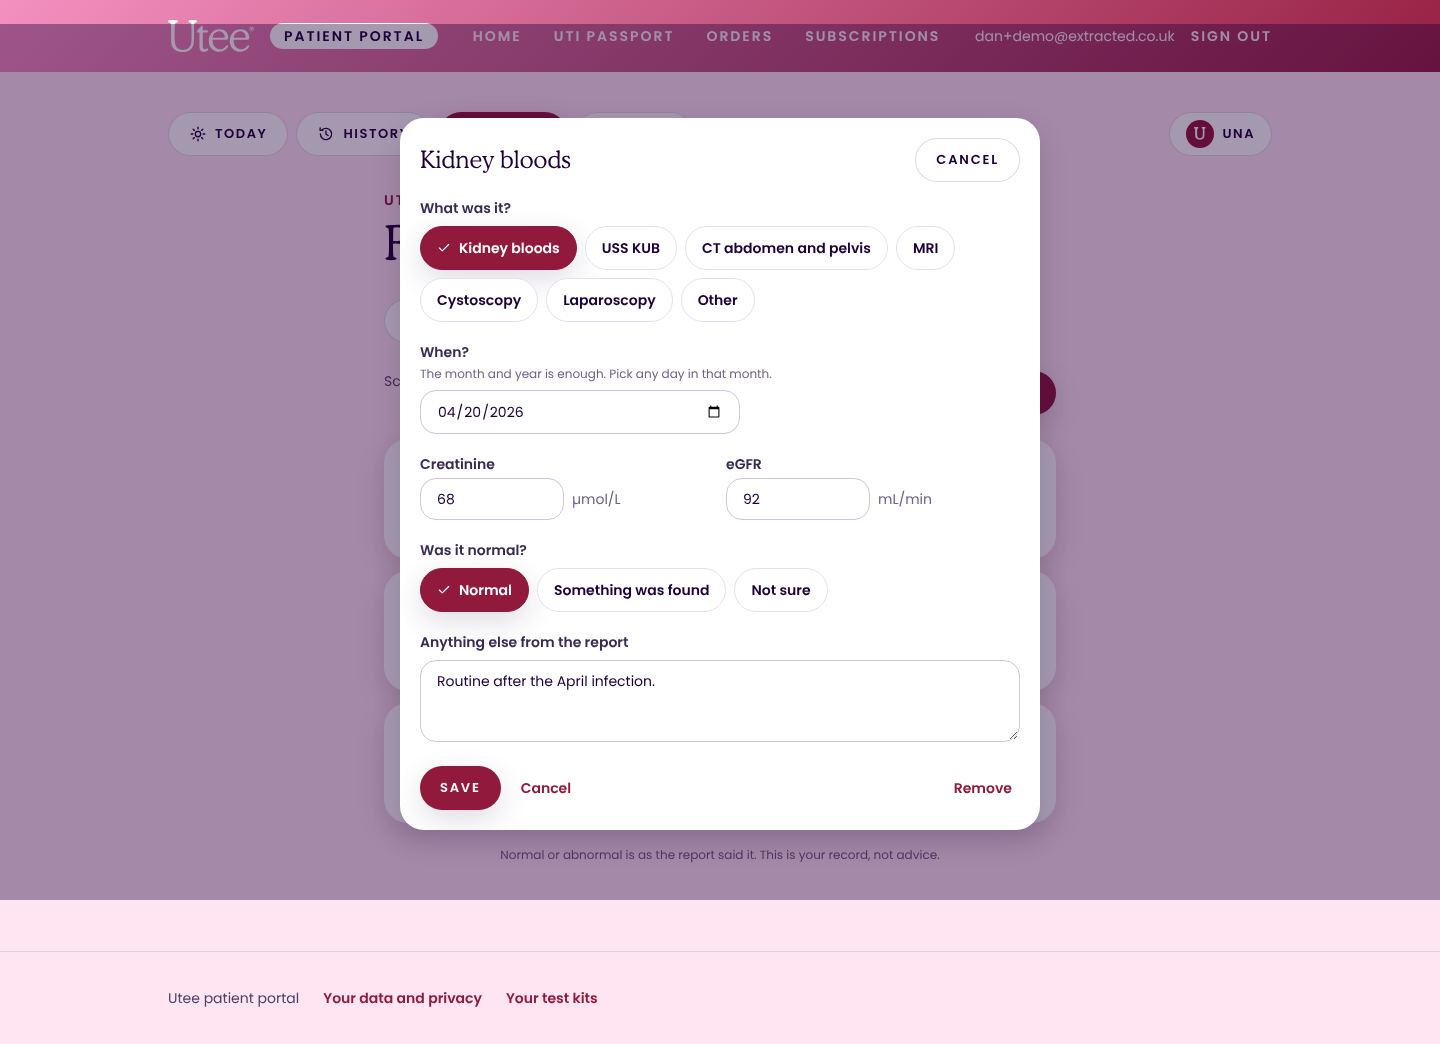 Utee®
PATIENT PORTAL
HOME
UTI PASSPORT
ORDERS
SUBSCRIPTIONS
dan+demo@extracted.co.uk
SIGN OUT
TODAY
HISTORY
U
UNA
Kidney bloods
CANCEL
What was it?
Kidney bloods
USS KUB
CT abdomen and pelvis
MRI
Cystoscopy
Laparoscopy
Other
When?
The month and year is enough. Pick any day in that month.
04/20/2026
Creatinine
eGFR
68
µmol/L
92
mL/min
Was it normal?
Normal
Something was found
Not sure
Anything else from the report
Routine after the April infection.
SAVE
Cancel
Remove
Normal or abnormal is as the report said it. This is your record, not advice.
Utee patient portal
Your data and privacy
Your test kits